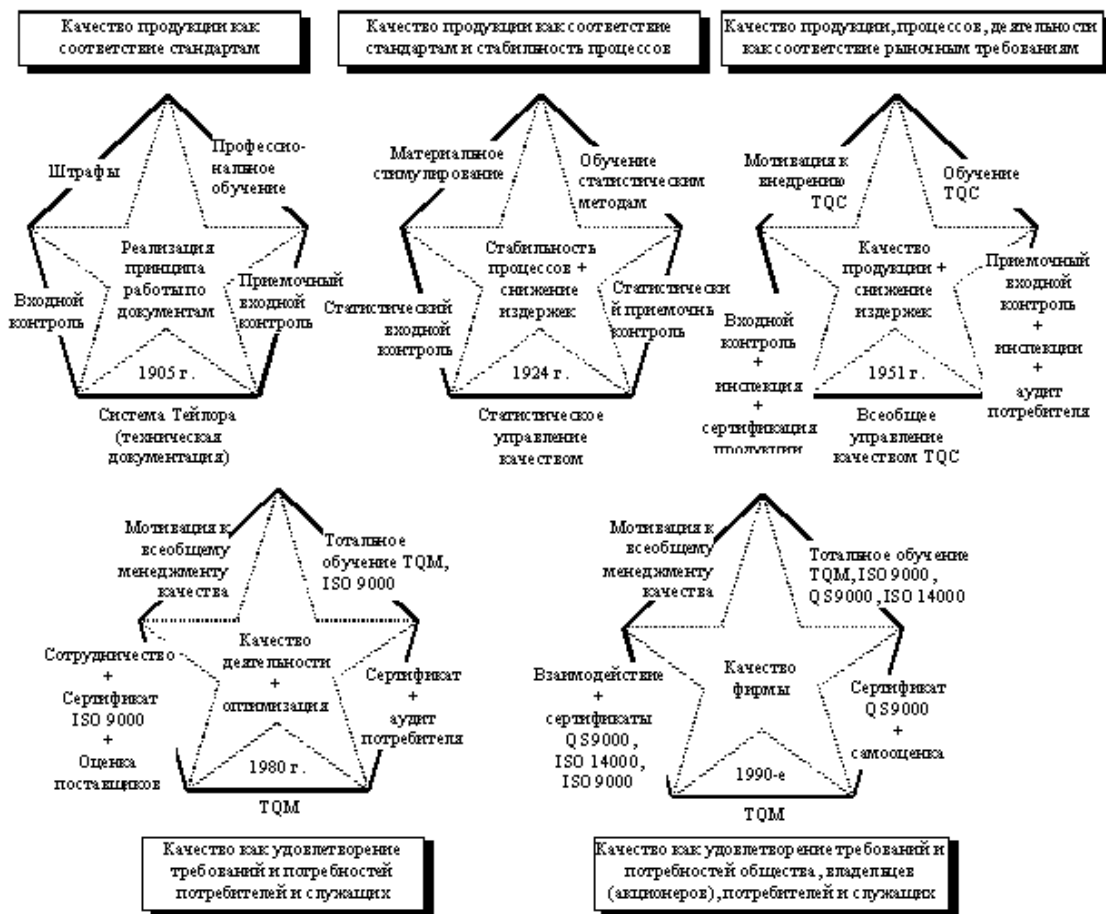 Качество продукции как
соответствие стандартам
Качество продукции как соответствие
стандартам и стабильность процессов
Качество продукции, процессов, деятельности
как соответствие рыночным требованиям
Штрафы
Профессио-
нальное
обучение
Реализация
принципа
работы по
документам
Входной
контроль
Приемочный
входной
контроль
1905 г.
Система Тейлора
(техническая
документация)
Материальное
стимулирование
Обучение
статистическим
методам
Стабильность
процессов +
снижение
издержек
Статистический
входной
контроль
Статистически
й приемочнь
контроль
1924 г.
Статистическое
управление
качеством
Мотивация к
внедрению
TQC
Обучение
TQC
Качество
продукции +
снижение
издержек
Входной
контроль
+
инспекция
+
сертификация
продукции
Приемочный
входной
контроль
+
инспекции
+
аудит
потребителя
1951 г.
Всеобщее
управление
качеством TQC
Мотивация к
всеобщему
менеджменту
качества
Тотальное
обучение TQM,
ISO 9000
Качество
деятельности
+
оптимизация
Сотрудничество
+
Сертификат
ISO 9000
+
Оценка
поставщиков
Сертификат
+
аудит
потребителя
1980 г.
TQM
Качество как удовлетворение
требований и потребностей
потребителей и служащих
Мотивация к
всеобщему
менеджменту
качества
Тотальное обучение
TQM, ISO 9000,
QS9000, ISO 14000
Качество
фирмы
Взаимодействие
+
сертификаты
QS9000,
ISO 14000,
ISO 9000
Сертификат
QS9000
+
самооценка
1990-е
TQM
Качество как удовлетворение требований и
потребностей общества, владельцев
(акционеров), потребителей и служащих